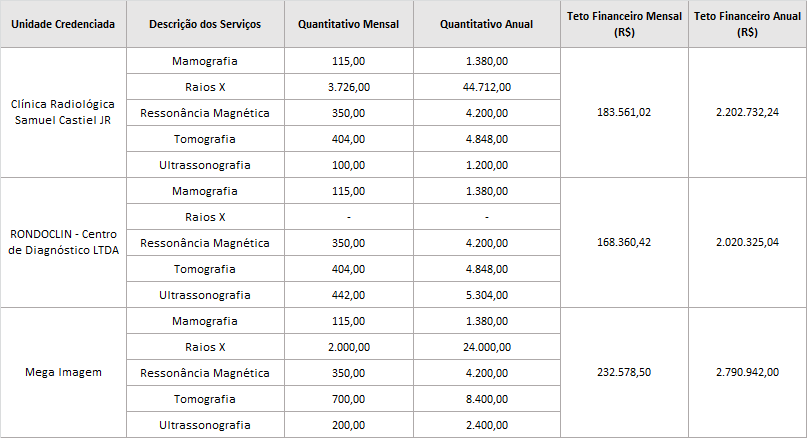 Unidade Credenciada Descrição dos Serviços Quantitativo Mensal Quantitativo Anual Teto Financeiro Mensal (R$) Teto Financeiro Anual (R$)
Clínica Radiológica Samuel Castiel JR
Mamografia 115,00 1.380,00
Raios X 3.726,00 44.712,00
Ressonância Magnética 350,00 4.200,00
Tomografia 404,00 4.848,00
Ultrassonografia 100,00 1.200,00
183.561,02 2.202.732,24
RONDOCLIN - Centro de Diagnóstico LTDA
Mamografia 115,00 1.380,00
Raios X - -
Ressonância Magnética 350,00 4.200,00
Tomografia 404,00 4.848,00
Ultrassonografia 442,00 5.304,00
168.360,42 2.020.325,04
Mega Imagem
Mamografia 115,00 1.380,00
Raios X 2.000,00 24.000,00
Ressonância Magnética 350,00 4.200,00
Tomografia 700,00 8.400,00
Ultrassonografia 200,00 2.400,00
232.578,50 2.790.942,00